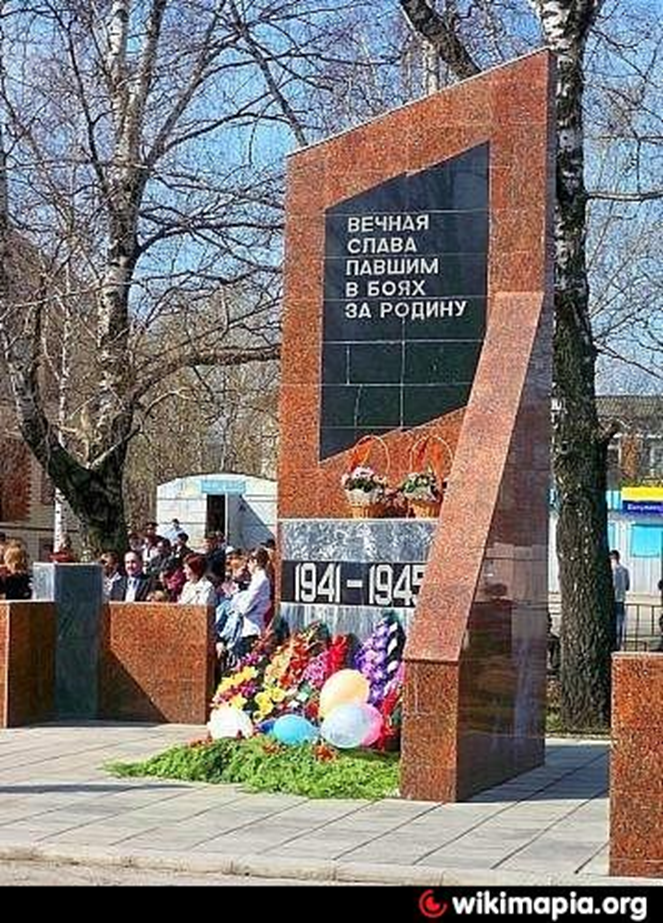 ВЕЧНАЯ
СЛАВА
ПАВШИМ
В БОЯХ
ЗА РОДИНУ
1941-1945
wikimapia.org